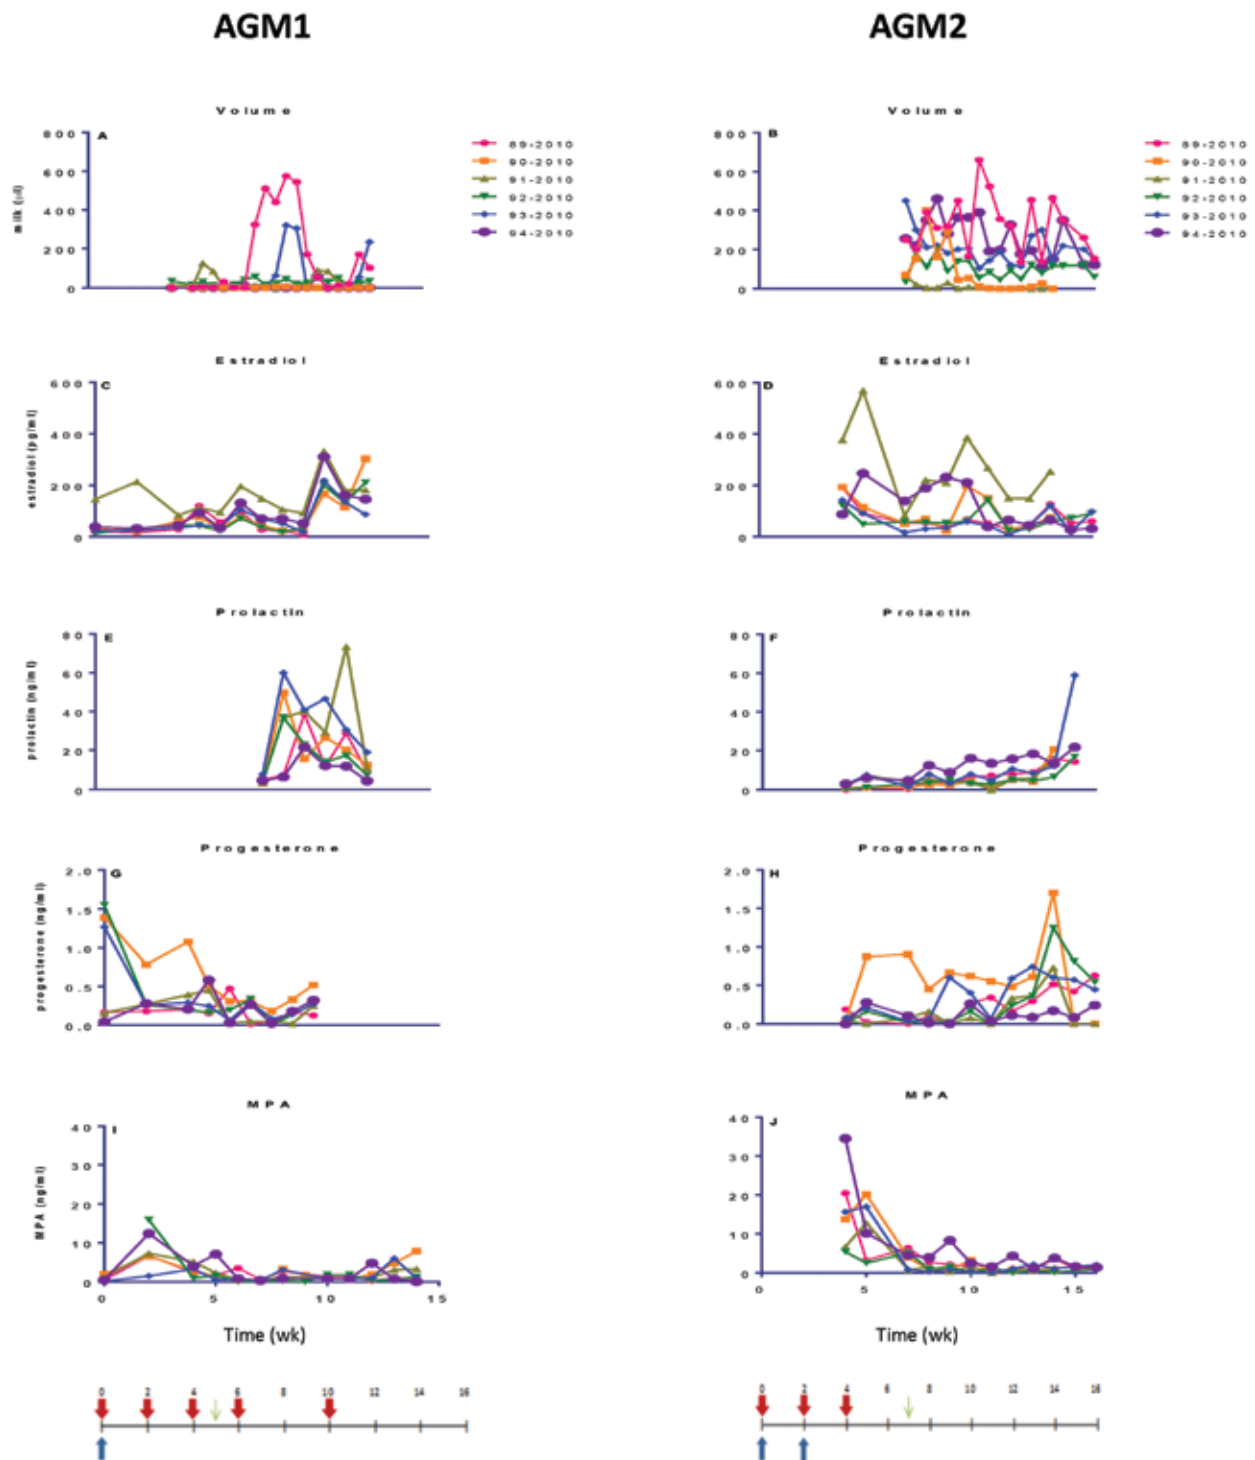 AGM1
AGM2
Volume
Volume
A
B
800
600
400
200
0
milk (µl)
89-2010
90-2010
91-2010
92-2010
93-2010
94-2010
800
600
400
200
0
89-2010
90-2010
91-2010
92-2010
93-2010
94-2010
Estradiol
Estradiol
C
D
600
400
200
0
estradiol (pg/ml)
600
400
200
0
Prolactin
Prolactin
E
F
80
60
40
20
0
prolactin (ng/ml)
80
60
40
20
0
Progesterone
Progesterone
G
H
2.0
1.5
1.0
0.5
0.0
progesterone (ng/ml)
2.0
1.5
1.0
0.5
0.0
MPA
MPA
I
J
40
30
20
10
0
MPA (ng/ml)
40
30
20
10
0
0 5 10 15
0 5 10 15
Time (wk)
Time (wk)
0 2 4 6 8 10 12 14 16
0 2 4 6 8 10 12 14 16